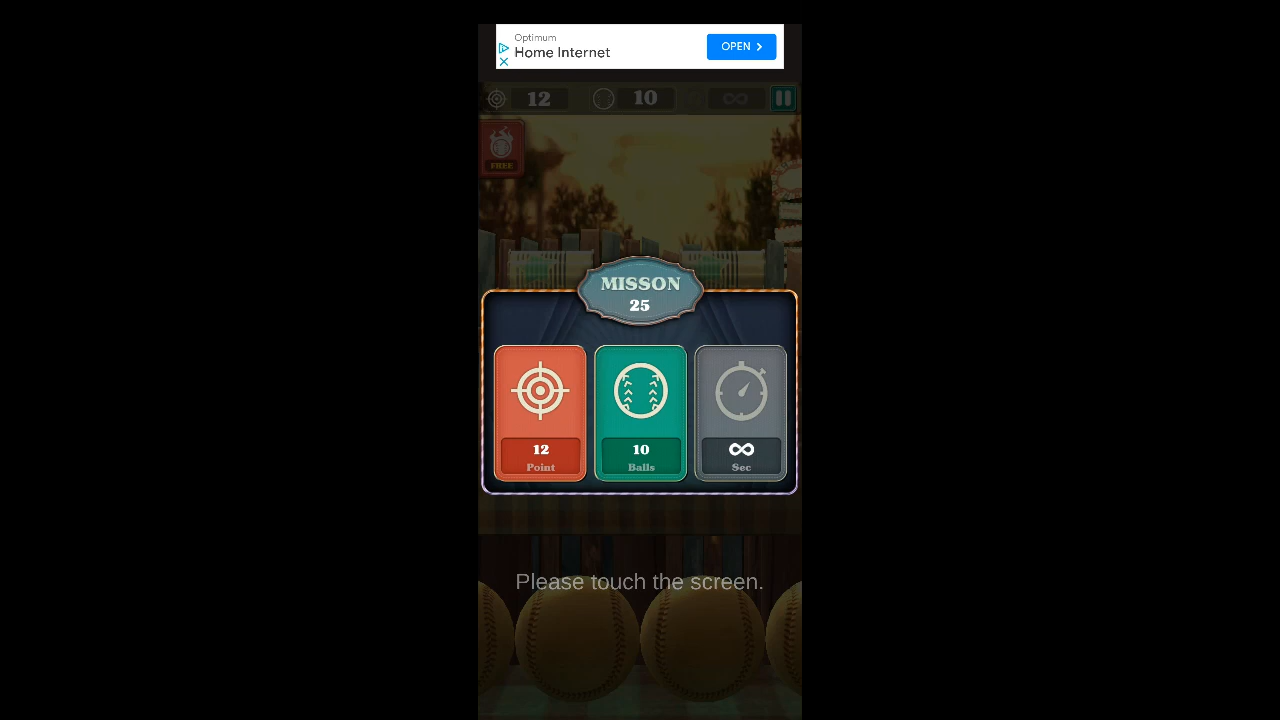 Optimum
Home Internet
OPEN
12
10
∞
FREE
MISSON
25
12
Point
10
Balls
∞
Sec
Please touch the screen.